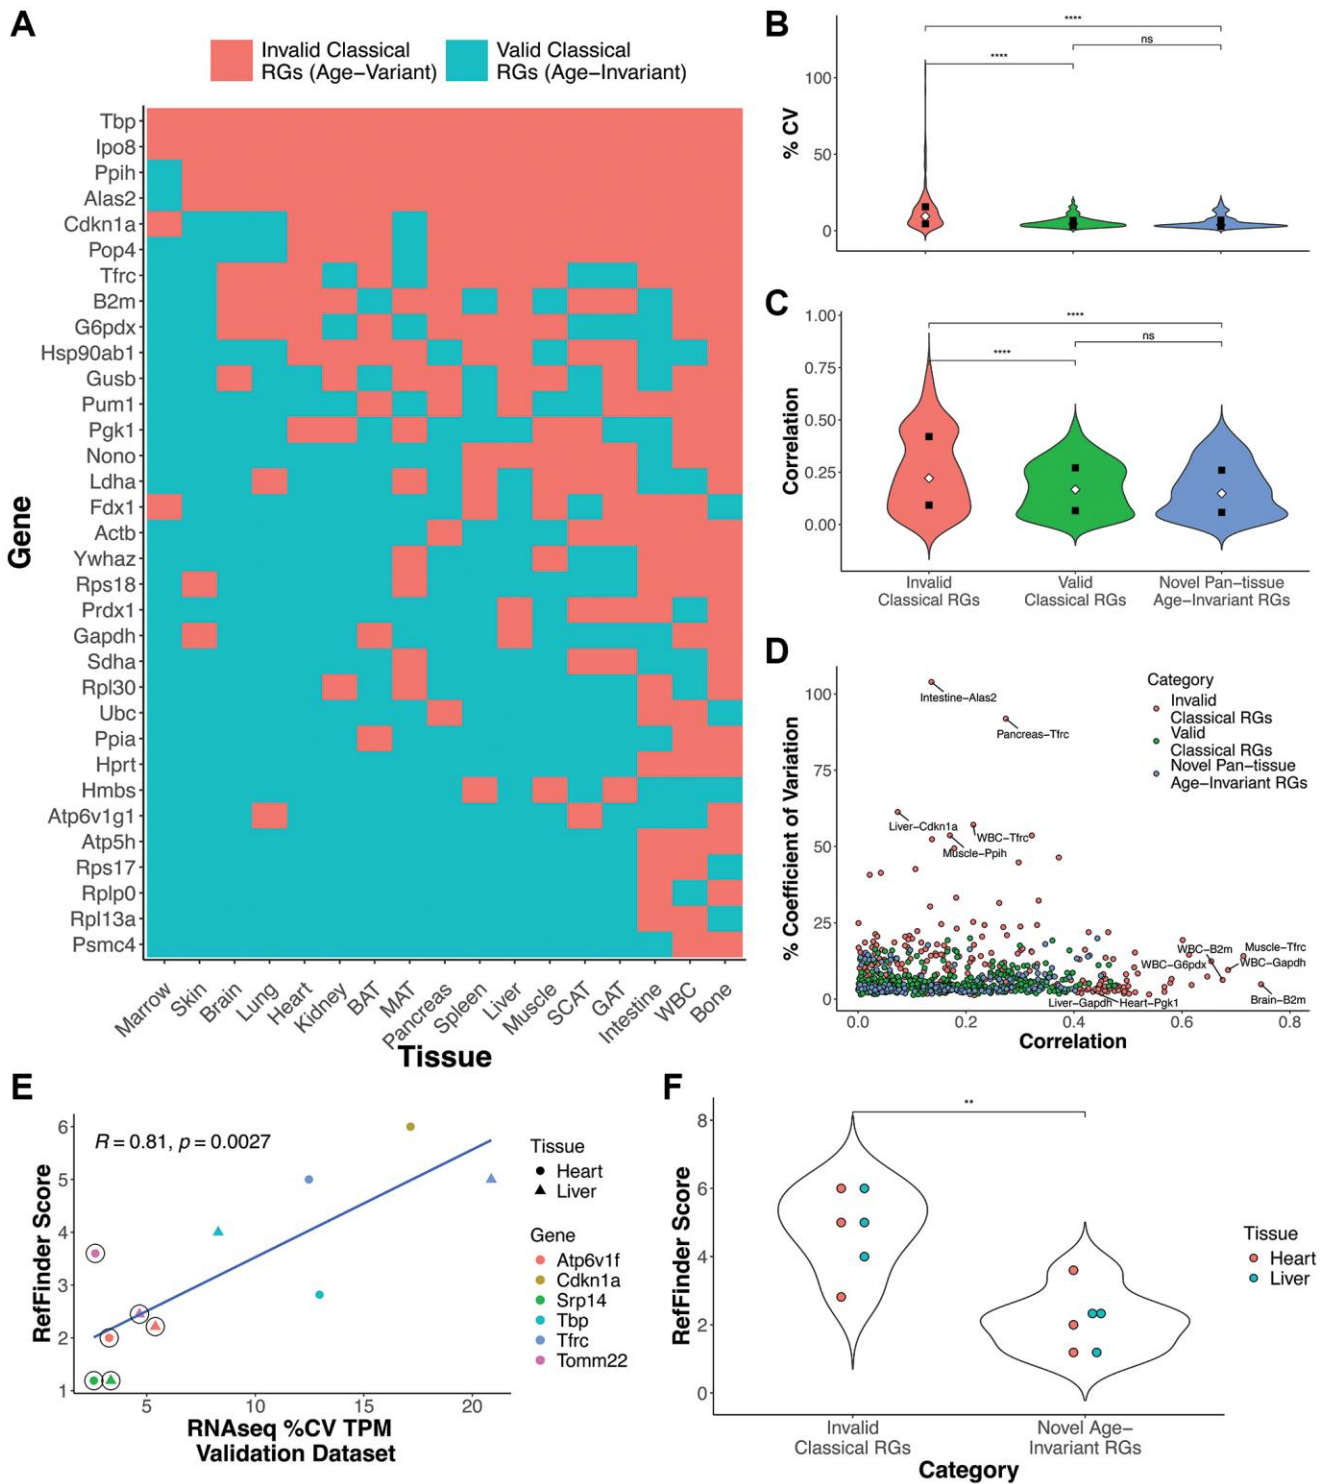 A
Invalid Classical
RGs (Age−Variant)
Valid Classical
RGs (Age−Invariant)
Gene
Tbp
Ipo8
Ppih
Alas2
Cdkn1a
Pop4
Tfrc
B2m
G6pdx
Hsp90ab1
Gusb
Pum1
Pgk1
Nono
Ldha
Fdx1
Actb
Ywhaz
Rps18
Prdx1
Gapdh
Sdha
Rpl30
Ubc
Ppia
Hprt
Hmbs
Atp6v1g1
Atp5h
Rps17
Rplp0
Rpl13a
Psmc4
Marrow
Skin
Brain
Lung
Heart
Kidney
BAT
MAT
Pancreas
Spleen
Liver
Muscle
SCAT
GAT
Intestine
WBC
Bone
Tissue
B
% CV
100
50
0
****
ns
****
C
Correlation
1.00
0.75
0.50
0.25
0.00
****
ns
****
Invalid
Classical RGs
Valid
Classical RGs
Novel Pan−tissue
Age−Invariant RGs
D
% Coefficient of Variation
100
75
50
25
0
Intestine−Alas2
Pancreas−Tfrc
Liver−Cdkn1a
WBC−Tfrc
Muscle−Ppih
WBC−B2m
Muscle−Tfrc
WBC−G6pdx
WBC−Gapdh
Liver−Gapdh
Heart−Pgk1
Brain−B2m
Category
Invalid
Classical RGs
Valid
Classical RGs
Novel Pan−tissue
Age−Invariant RGs
0.0
0.2
0.4
0.6
0.8
Correlation
E
RefFinder Score
6
5
4
3
2
1
R = 0.81, p = 0.0027
5
10
15
20
RNAseq %CV TPM
Validation Dataset
Tissue
Heart
Liver
Gene
Atp6v1f
Cdkn1a
Srp14
Tbp
Tfrc
Tomm22
F
RefFinder Score
8
6
4
2
0
**
Invalid
Classical RGs
Novel Age−
Invariant RGs
Category
Tissue
Heart
Liver